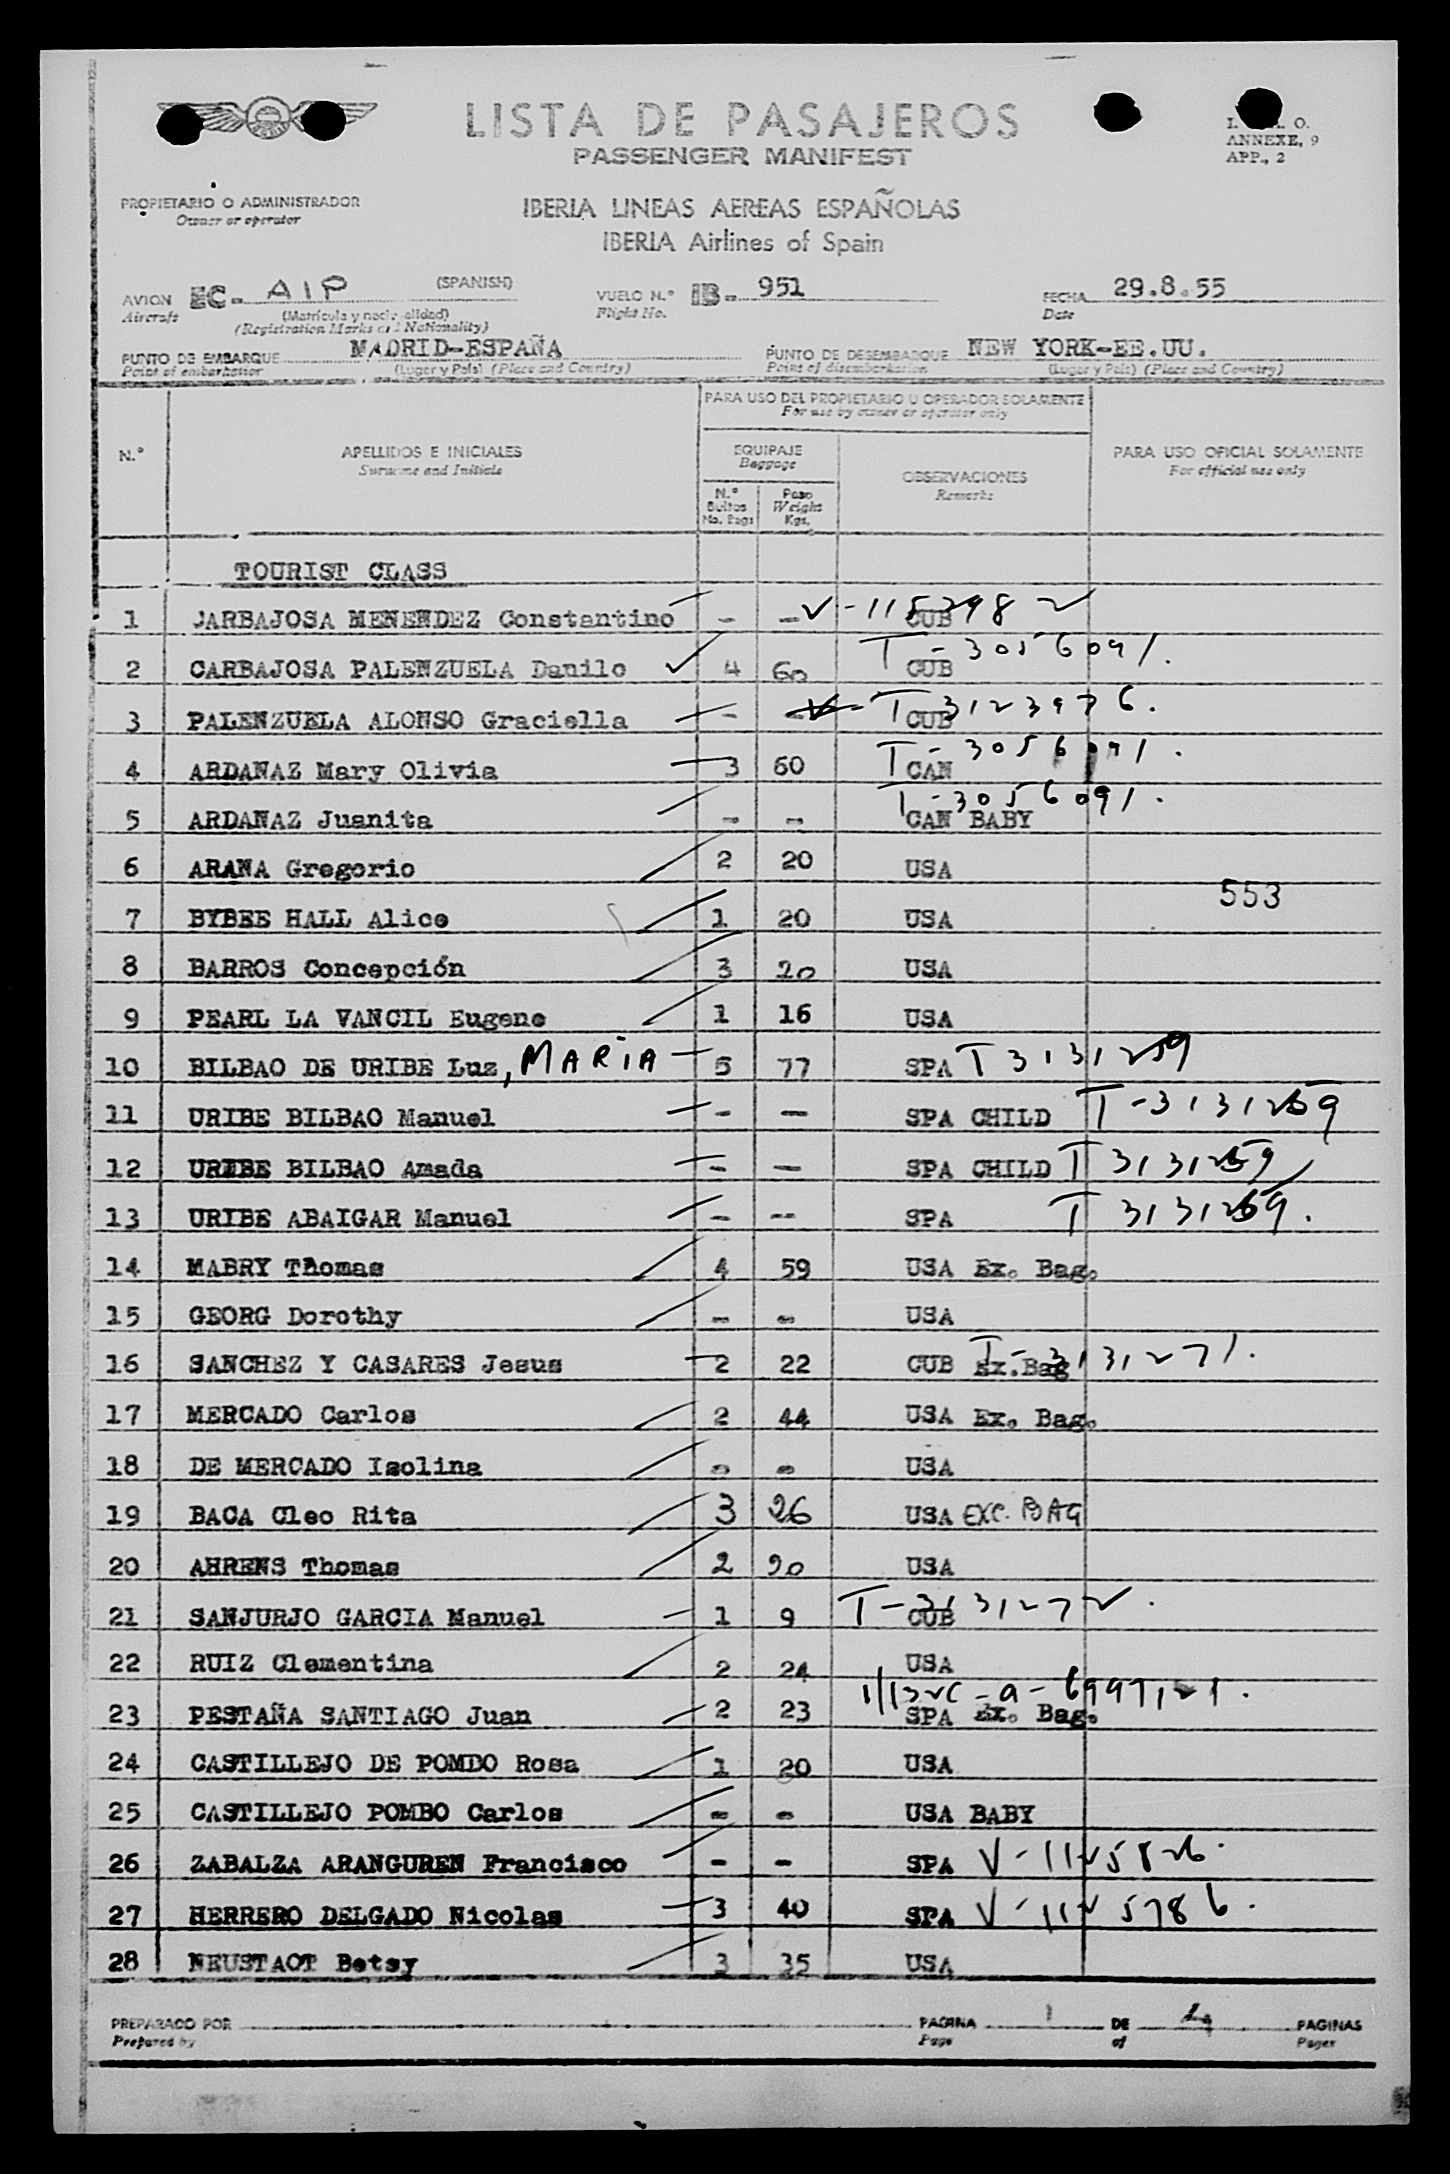 LISTA DE PASAJEROS
PASSENGER MANIFEST
I. O.
ANNEXE, 9
APP., 2
PROPIETARIO O ADMINISTRADOR
Owner or operator
IBERIA LINEAS AEREAS ESPAÑOLAS
IBERIA Airlines of Spain
AVION EC- AIP (SPANISH) VUELO N.° IB- 951 FECHA 29.8.55
Aircraft (Matrícula y nacionalidad) Flight No. Date
(Registration Marks and Nationality)
PUNTO DE EMBARQUE MADRID-ESPAÑA PUNTO DE DESEMBARQUE NEW YORK-EE.UU.
Point of embarkation (Lugar y País) (Place and Country) Point of disembarkation (Lugar y País) (Place and Country)
PARA USO DEL PROPIETARIO U OPERADOR SOLAMENTE
For use by owner or operator only
N.° APELLIDOS E INICIALES EQUIPAJE OBSERVACIONES PARA USO OFICIAL SOLAMENTE
Surname and Initials Baggage Remarks For official use only
N.° Bultos Peso
No. Bags Weight Kgs.
TOURIST CLASS
1 JARBAJOSA MENENDEZ Constantino - - V-115398 CUB
2 CARBAJOSA PALENZUELA Danilo 4 60 CUB T-3056091.
3 PALENZUELA ALONSO Graciella - - CUB T-3123976.
4 ARDANAZ Mary Olivia 3 60 CAN T-3056091.
5 ARDANAZ Juanita - - CAN BABY T-3056091.
6 ARANA Gregorio 2 20 USA
553
7 BYBEE HALL Alice 1 20 USA
8 BARROS Concepción 3 20 USA
9 PEARL LA VANCIL Eugene 1 16 USA
10 BILBAO DE URIBE Luz, MARIA 5 77 SPA T 3131259
11 URIBE BILBAO Manuel - - SPA CHILD T-3131259
12 URIBE BILBAO Amada - - SPA CHILD T 3131259
13 URIBE ABAIGAR Manuel - - SPA T 3131259.
14 MABRY Thomas 4 59 USA Ex. Bag.
15 GEORG Dorothy - - USA
16 SANCHEZ Y CASARES Jesus 2 22 CUB Ex.Bag T-3131271.
17 MERCADO Carlos 2 44 USA Ex. Bag.
18 DE MERCADO Isolina - - USA
19 BACA Cleo Rita 3 26 USA EXC. BAG
20 AHRENS Thomas 2 20 USA
21 SANJURJO GARCIA Manuel 1 9 CUB T-3131272.
22 RUIZ Clementina 2 24 USA
23 PESTAÑA SANTIAGO Juan 2 23 SPA Ex. Bag.
24 CASTILLEJO DE POMBO Rosa 1 20 USA
25 CASTILLEJO POMBO Carlos - - USA BABY
26 ZABALZA ARANGUREN Francisco - - SPA V-1125826.
27 HERRERO DELGADO Nicolas 3 40 SPA V-1125786.
28 NEUSTAOT Betsy 3 35 USA
PREPARADO POR PAGINA 1 DE 4 PAGINAS
Prepared by Page of Pages